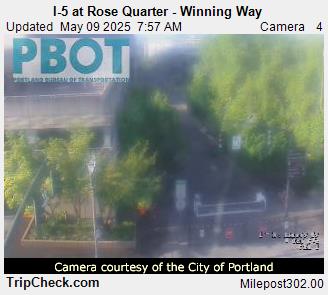 I-5 at Rose Quarter - Winning Way
Updated May 09 2025 7:57 AM Camera 4
PBOT
PORTLAND BUREAU OF TRANSPORTATION
Camera courtesy of the City of Portland
TripCheck.com Milepost302.00